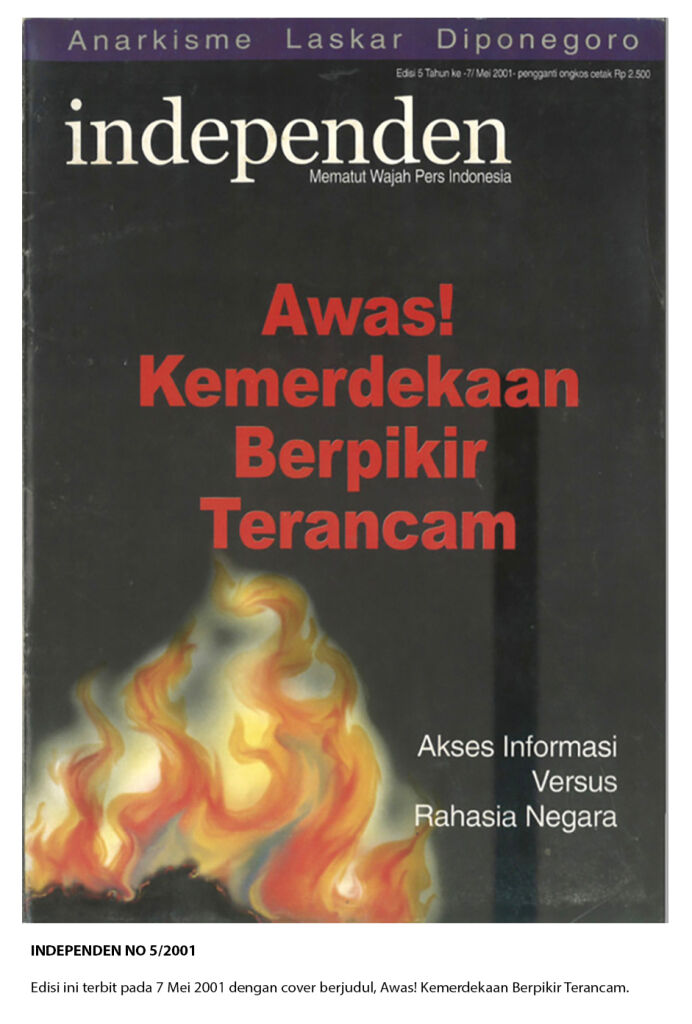 Anarkisme Laskar Diponegoro
Edisi 5 Tahun ke -7/ Mei 2001- pengganti ongkos cetak Rp 2.500
independen
Mematut Wajah Pers Indonesia
Awas!
Kemerdekaan
Berpikir
Terancam
Akses Informasi
Versus
Rahasia Negara
INDEPENDEN NO 5/2001
Edisi ini terbit pada 7 Mei 2001 dengan cover berjudul, Awas! Kemerdekaan Berpikir Terancam.